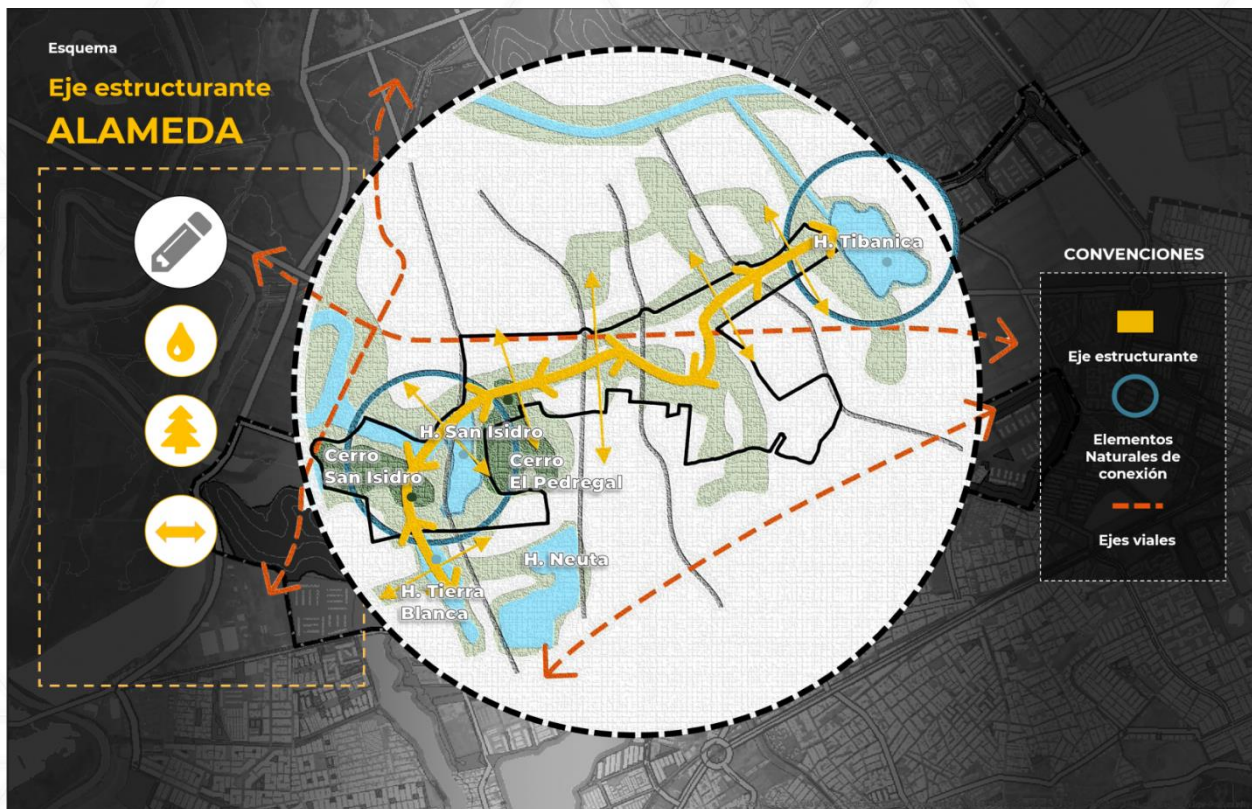 Esquema
Eje estructurante
ALAMEDA
H. Tibanica
H. San Isidro
Cerro
San Isidro
Cerro
El Pedregal
H. Neuta
H. Tierra
Blanca
CONVENCIONES
Eje estructurante
Elementos
Naturales de
conexión
Ejes viales